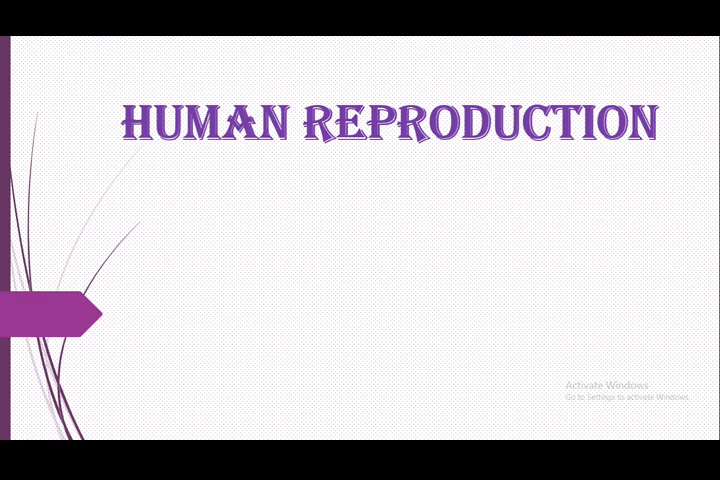 HUMAN REPRODUCTION
Activate Windows
Go to Settings to activate Windows.